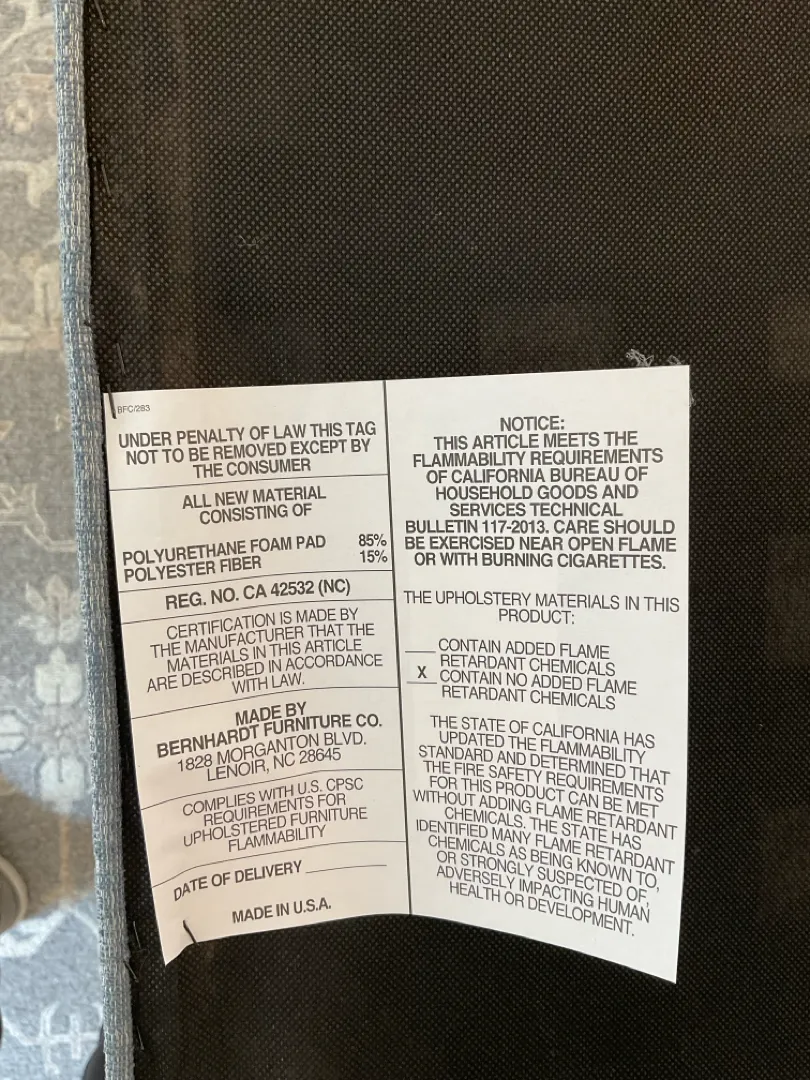 BFC/283
UNDER PENALTY OF LAW THIS TAG
NOT TO BE REMOVED EXCEPT BY
THE CONSUMER
ALL NEW MATERIAL
CONSISTING OF
POLYURETHANE FOAM PAD 85%
POLYESTER FIBER 15%
REG. NO. CA 42532 (NC)
CERTIFICATION IS MADE BY
THE MANUFACTURER THAT THE
MATERIALS IN THIS ARTICLE
ARE DESCRIBED IN ACCORDANCE
WITH LAW.
MADE BY
BERNHARDT FURNITURE CO.
1828 MORGANTON BLVD.
LENOIR, NC 28645
COMPLIES WITH U.S. CPSC
REQUIREMENTS FOR
UPHOLSTERED FURNITURE
FLAMMABILITY
DATE OF DELIVERY
MADE IN U.S.A.
NOTICE:
THIS ARTICLE MEETS THE
FLAMMABILITY REQUIREMENTS
OF CALIFORNIA BUREAU OF
HOUSEHOLD GOODS AND
SERVICES TECHNICAL
BULLETIN 117-2013. CARE SHOULD
BE EXERCISED NEAR OPEN FLAME
OR WITH BURNING CIGARETTES.
THE UPHOLSTERY MATERIALS IN THIS
PRODUCT:
CONTAIN ADDED FLAME
RETARDANT CHEMICALS
X CONTAIN NO ADDED FLAME
RETARDANT CHEMICALS
THE STATE OF CALIFORNIA HAS
UPDATED THE FLAMMABILITY
STANDARD AND DETERMINED THAT
THE FIRE SAFETY REQUIREMENTS
FOR THIS PRODUCT CAN BE MET
WITHOUT ADDING FLAME RETARDANT
CHEMICALS. THE STATE HAS
IDENTIFIED MANY FLAME RETARDANT
CHEMICALS AS BEING KNOWN TO,
OR STRONGLY SUSPECTED OF,
ADVERSELY IMPACTING HUMAN
HEALTH OR DEVELOPMENT.